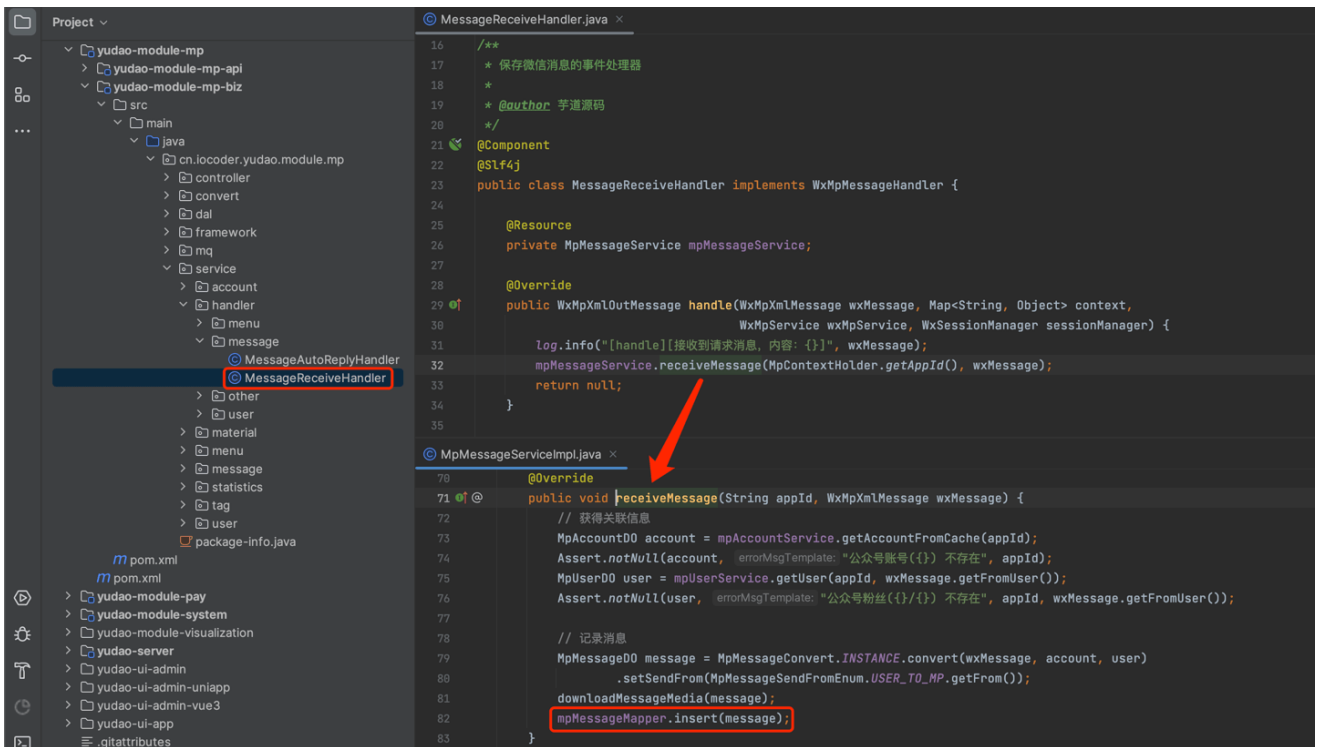 Project
yudao-module-mp
yudao-module-mp-api
yudao-module-mp-biz
src
main
java
cn.iocoder.yudao.module.mp
controller
convert
dal
framework
mq
service
account
handler
menu
message
MessageAutoReplyHandler
MessageReceiveHandler
other
user
material
menu
message
statistics
tag
user
package-info.java
pom.xml
pom.xml
yudao-module-pay
yudao-module-system
yudao-module-visualization
yudao-server
yudao-ui-admin
yudao-ui-admin-uniapp
yudao-ui-admin-vue3
yudao-ui-app
.gitattributes
MessageReceiveHandler.java
16 /**
17 * 保存微信消息的事件处理器
18 *
19 * @author 芋道源码
20 */
21 @Component
22 @Slf4j
23 public class MessageReceiveHandler implements WxMpMessageHandler {
24
25 @Resource
26 private MpMessageService mpMessageService;
27
28 @Override
29 public WxMpXmlOutMessage handle(WxMpXmlMessage wxMessage, Map<String, Object> context,
30 WxMpService wxMpService, WxSessionManager sessionManager) {
31 log.info("[handle][接收到请求消息，内容：{}]", wxMessage);
32 mpMessageService.receiveMessage(MpContextHolder.getAppId(), wxMessage);
33 return null;
34 }
35
MpMessageServiceImpl.java
70 @Override
71 public void receiveMessage(String appId, WxMpXmlMessage wxMessage) {
72 // 获得关联信息
73 MpAccountDO account = mpAccountService.getAccountFromCache(appId);
74 Assert.notNull(account, errorMsgTemplate: "公众号账号({}) 不存在", appId);
75 MpUserDO user = mpUserService.getUser(appId, wxMessage.getFromUser());
76 Assert.notNull(user, errorMsgTemplate: "公众号粉丝({}/{}) 不存在", appId, wxMessage.getFromUser());
77
78 // 记录消息
79 MpMessageDO message = MpMessageConvert.INSTANCE.convert(wxMessage, account, user)
80 .setSendFrom(MpMessageSendFromEnum.USER_TO_MP.getFrom());
81 downloadMessageMedia(message);
82 mpMessageMapper.insert(message);
83 }